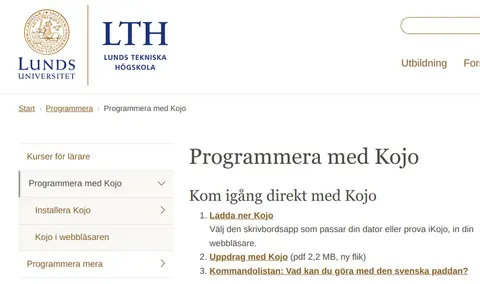 LUNDS
UNIVERSITET
LTH
LUNDS TEKNISKA
HÖGSKOLA
Utbildning
Start › Programmera › Programmera med Kojo
Kurser för lärare
Programmera med Kojo
Installera Kojo
Kojo i webbläsaren
Programmera mera
Programmera med Kojo
Kom igång direkt med Kojo
1. Ladda ner Kojo
Välj den skrivbordsapp som passar din dator eller prova iKojo, in din
webbläsare.
2. Uppdrag med Kojo (pdf 2,2 MB, ny flik)
3. Kommandolistan: Vad kan du göra med den svenska paddan?